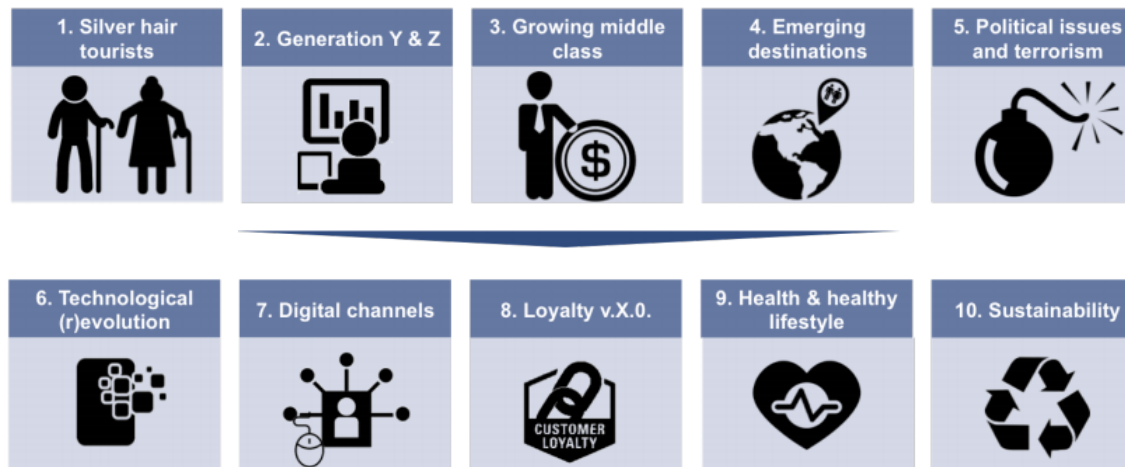 1. Silver hair
tourists
2. Generation Y & Z
3. Growing middle
class
4. Emerging
destinations
5. Political issues
and terrorism
$
6. Technological
(r)evolution
7. Digital channels
8. Loyalty v.X.0.
9. Health & healthy
lifestyle
10. Sustainability
CUSTOMER
LOYALTY